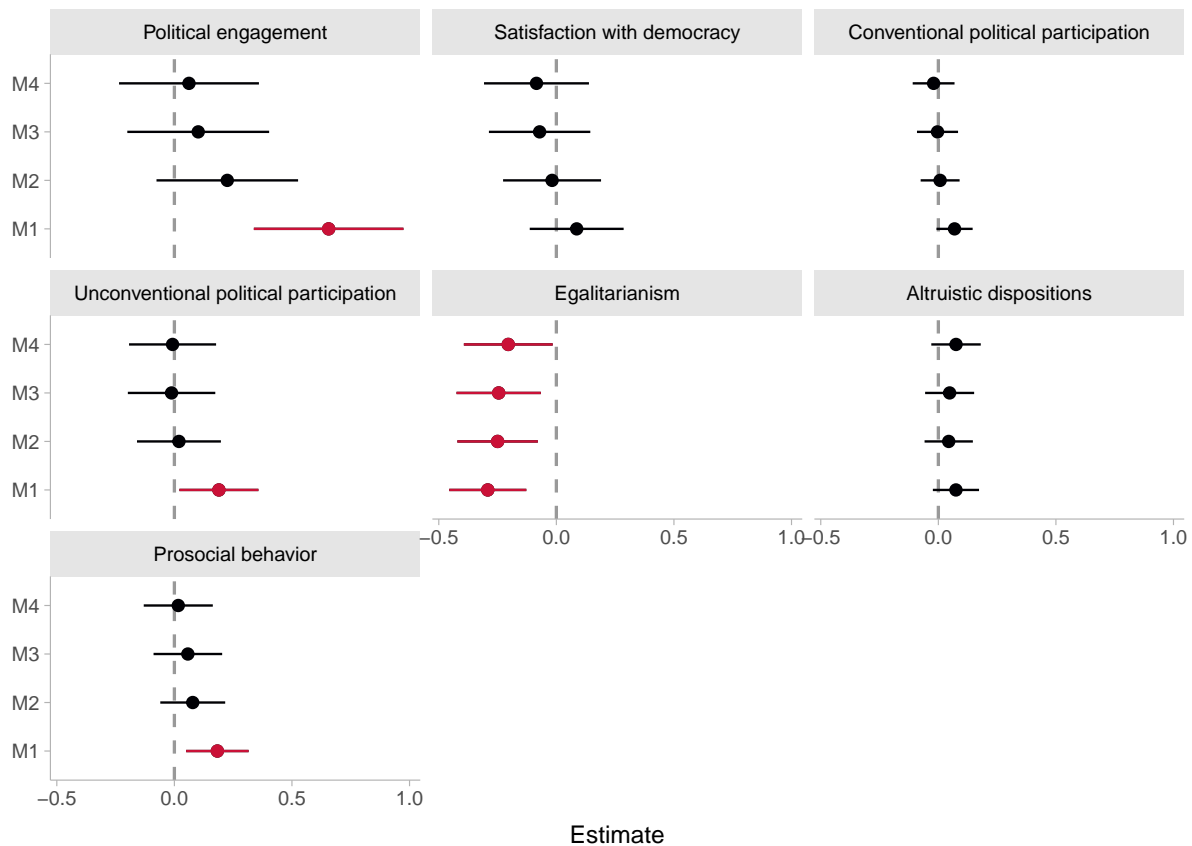 Political engagement
Satisfaction with democracy
Conventional political participation
M4
M3
M2
M1
Unconventional political participation
Egalitarianism
Altruistic dispositions
M4
M3
M2
M1
−0.5 0.0 0.5 1.0
−0.5 0.0 0.5 1.0
Prosocial behavior
M4
M3
M2
M1
−0.5 0.0 0.5 1.0
Estimate